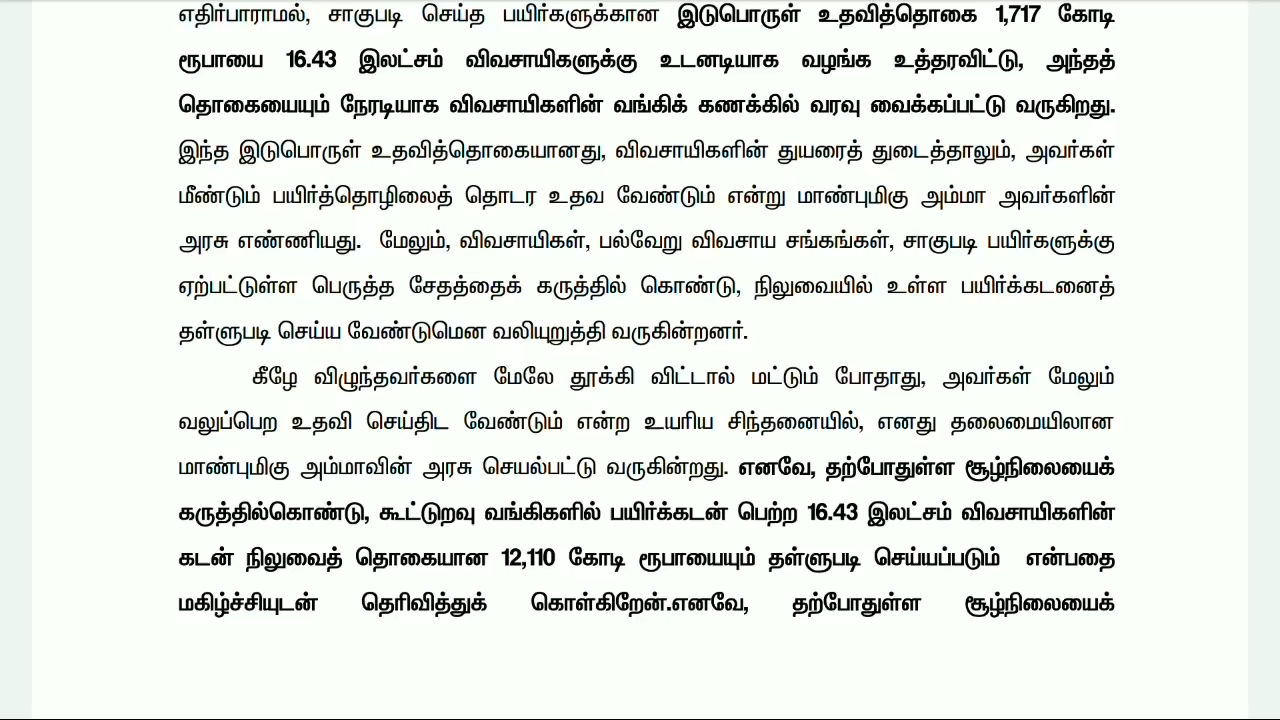 எதிர்பாராமல், சாகுபடி செய்த பயிர்களுக்கான இடுபொருள் உதவித்தொகை 1,717 கோடி
ரூபாயை 16.43 இலட்சம் விவசாயிகளுக்கு உடனடியாக வழங்க உத்தரவிட்டு, அந்தத்
தொகையையும் நேரடியாக விவசாயிகளின் வங்கிக் கணக்கில் வரவு வைக்கப்பட்டு வருகிறது.
இந்த இடுபொருள் உதவித்தொகையானது, விவசாயிகளின் துயரைத் துடைத்தாலும், அவர்கள்
மீண்டும் பயிர்த்தொழிலைத் தொடர உதவ வேண்டும் என்று மாண்புமிகு அம்மா அவர்களின்
அரசு எண்ணியது. மேலும், விவசாயிகள், பல்வேறு விவசாய சங்கங்கள், சாகுபடி பயிர்களுக்கு
ஏற்பட்டுள்ள பெருத்த சேதத்தைக் கருத்தில் கொண்டு, நிலுவையில் உள்ள பயிர்க்கடனைத்
தள்ளுபடி செய்ய வேண்டுமென வலியுறுத்தி வருகின்றனர்.
கீழே விழுந்தவர்களை மேலே தூக்கி விட்டால் மட்டும் போதாது, அவர்கள் மேலும்
வலுப்பெற உதவி செய்திட வேண்டும் என்ற உயரிய சிந்தனையில், எனது தலைமையிலான
மாண்புமிகு அம்மாவின் அரசு செயல்பட்டு வருகின்றது. எனவே, தற்போதுள்ள சூழ்நிலையைக்
கருத்தில்கொண்டு, கூட்டுறவு வங்கிகளில் பயிர்க்கடன் பெற்ற 16.43 இலட்சம் விவசாயிகளின்
கடன் நிலுவைத் தொகையான 12,110 கோடி ரூபாயையும் தள்ளுபடி செய்யப்படும் என்பதை
மகிழ்ச்சியுடன் தெரிவித்துக் கொள்கிறேன்.எனவே, தற்போதுள்ள சூழ்நிலையைக்